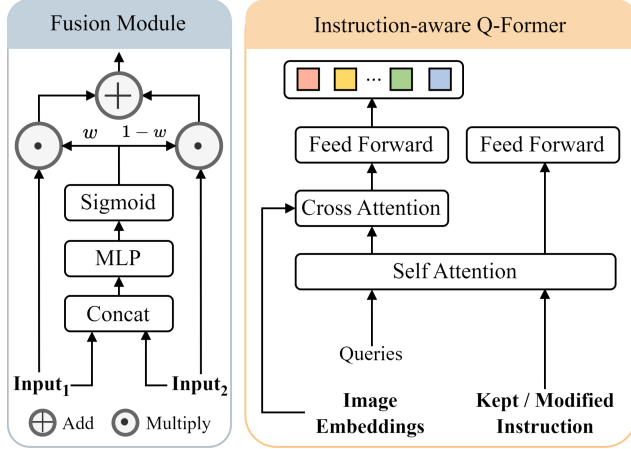 Fusion Module
w
1 − w
Sigmoid
MLP
Concat
Input1
Input2
Add
Multiply
Instruction-aware Q-Former
...
Feed Forward
Feed Forward
Cross Attention
Self Attention
Queries
Image
Embeddings
Kept / Modified
Instruction